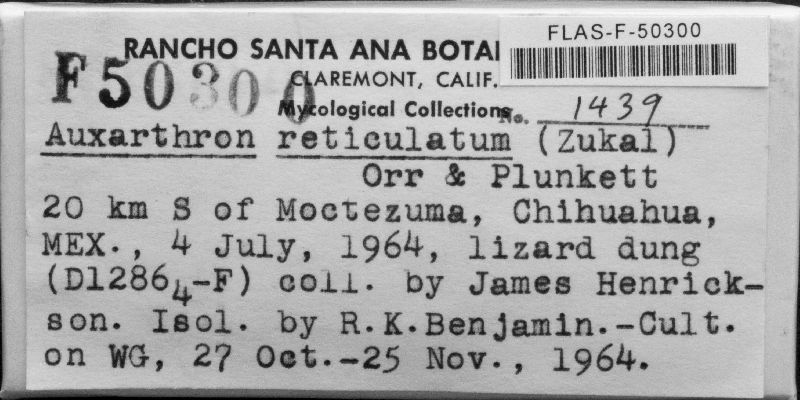 FLAS-F-50300
RANCHO SANTA ANA BOTAN
F50300
CLAREMONT, CALIF.
Mycological Collections No. 1439
Auxarthron reticulatum (Zukal)
Orr & Plunkett
20 km S of Moctezuma, Chihuahua,
MEX., 4 July, 1964, lizard dung
(D1286₄-F) coll. by James Henrick-
son. Isol. by R.K.Benjamin.-Cult.
on WG, 27 Oct.-25 Nov., 1964.